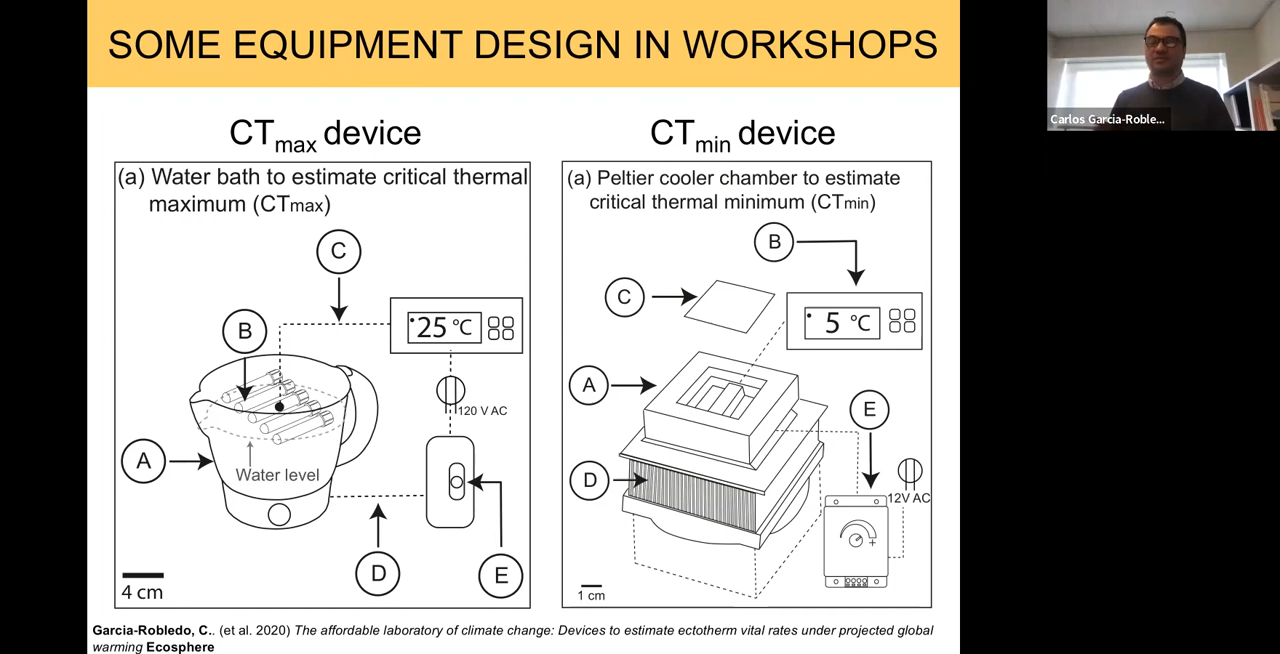 SOME EQUIPMENT DESIGN IN WORKSHOPS
Carlos Garcia-Roble...
CTmax device
(a) Water bath to estimate critical thermal
maximum (CTmax)
C
B
25 °C
120 V AC
A
Water level
D
E
4 cm
CTmin device
(a) Peltier cooler chamber to estimate
critical thermal minimum (CTmin)
B
C
5 °C
A
E
D
12V AC
+
1 cm
Garcia-Robledo, C.. (et al. 2020) The affordable laboratory of climate change: Devices to estimate ectotherm vital rates under projected global
warming Ecosphere